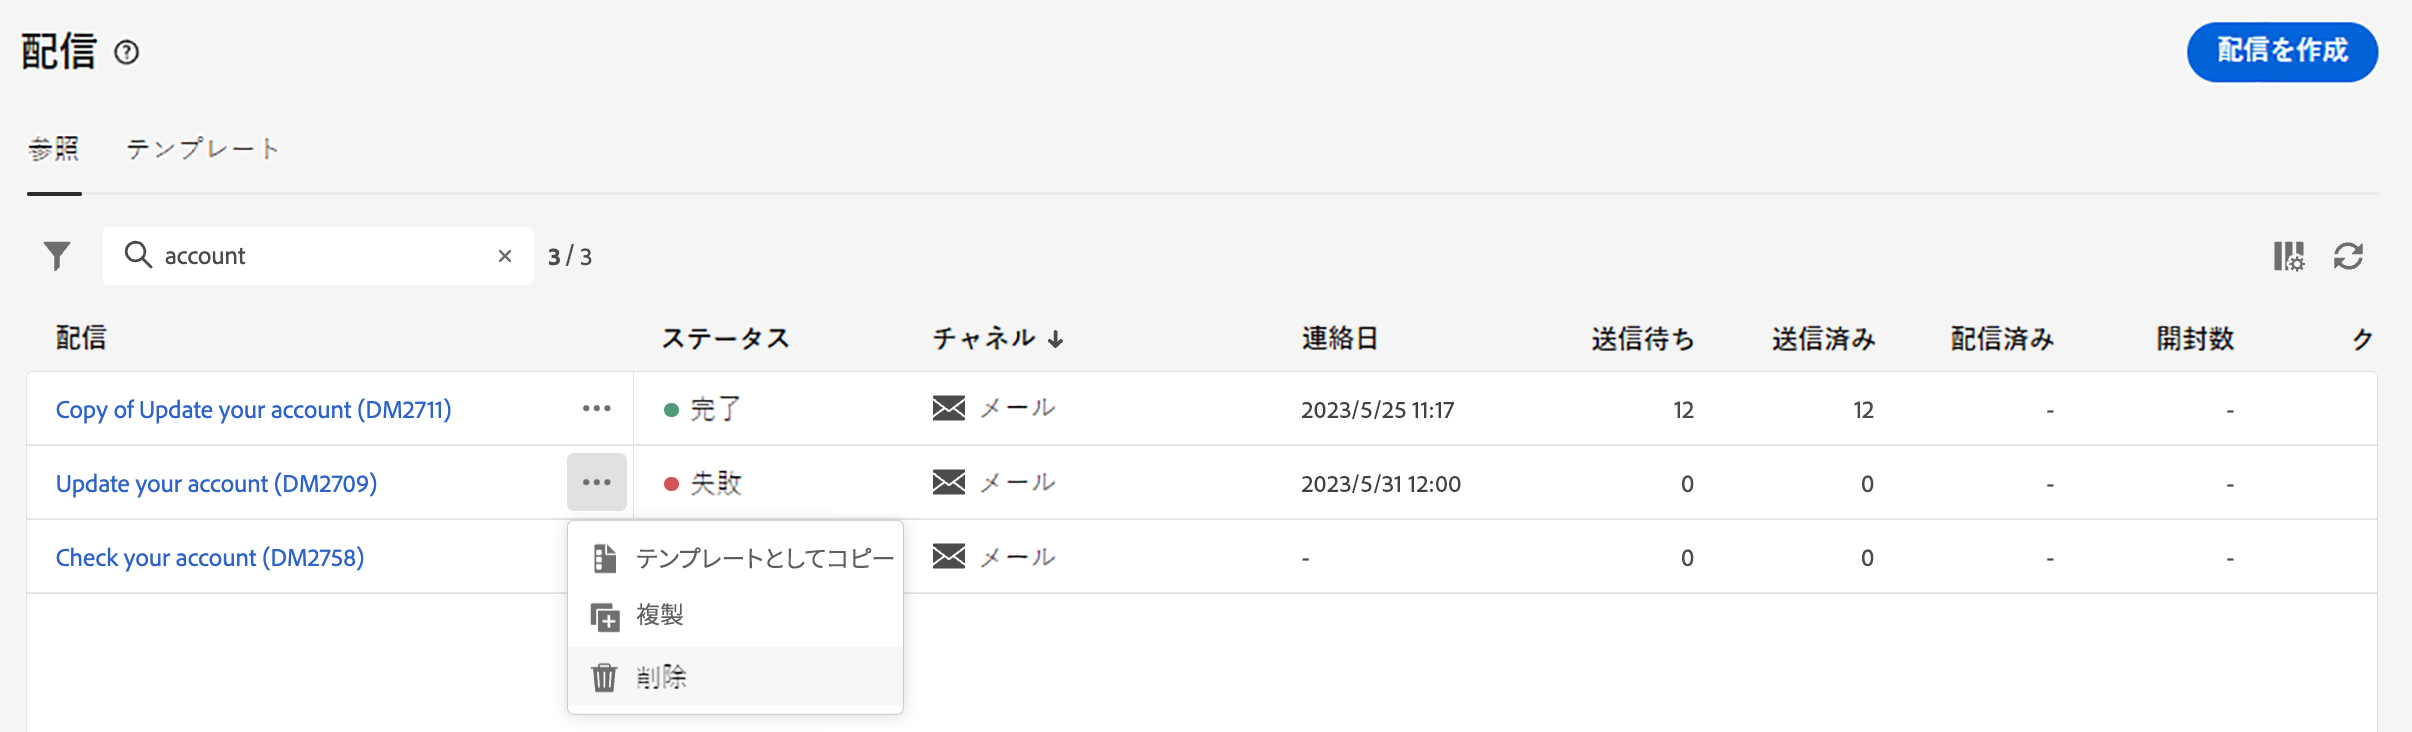 配信
配信を作成
参照 テンプレート
account 3 / 3
配信 ステータス チャネル 連絡日 送信待ち 送信済み 配信済み 開封数 ク
Copy of Update your account (DM2711) 完了 メール 2023/5/25 11:17 12 12 - -
Update your account (DM2709) 失敗 メール 2023/5/31 12:00 0 0 - -
Check your account (DM2758) メール - 0 0 - -
テンプレートとしてコピー
複製
削除